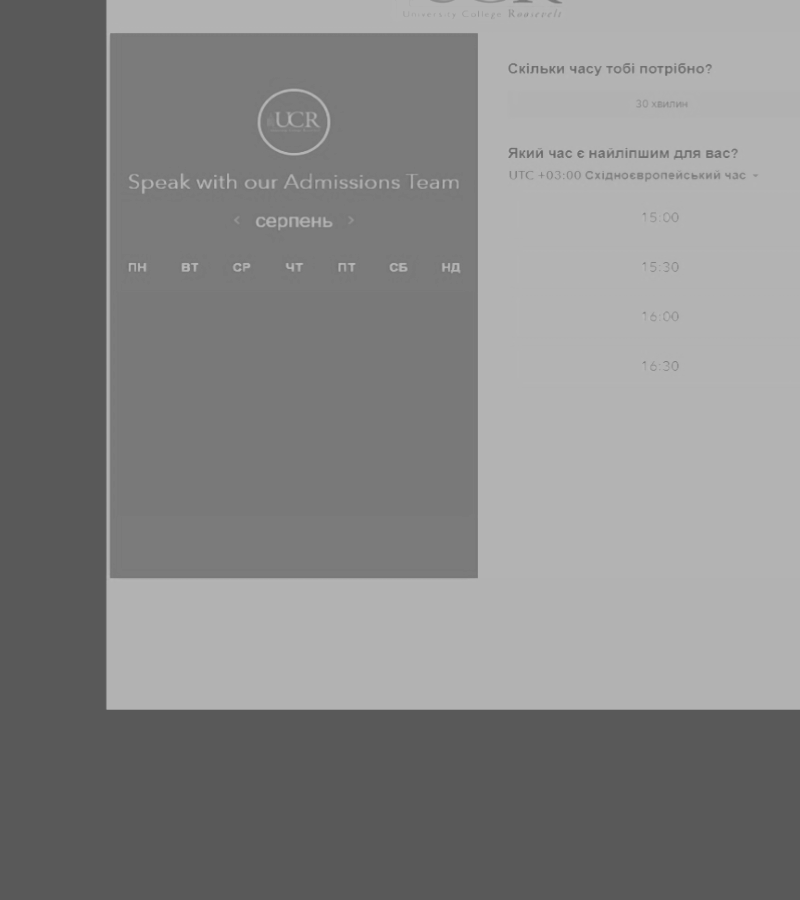 University College Roosevelt
UCR
Speak with our Admissions Team
‹ серпень ›
ПН ВТ СР ЧТ ПТ СБ НД
Скільки часу тобі потрібно?
30 хвилин
Який час є найліпшим для вас?
UTC +03:00 Східноєвропейський час
15:00
15:30
16:00
16:30